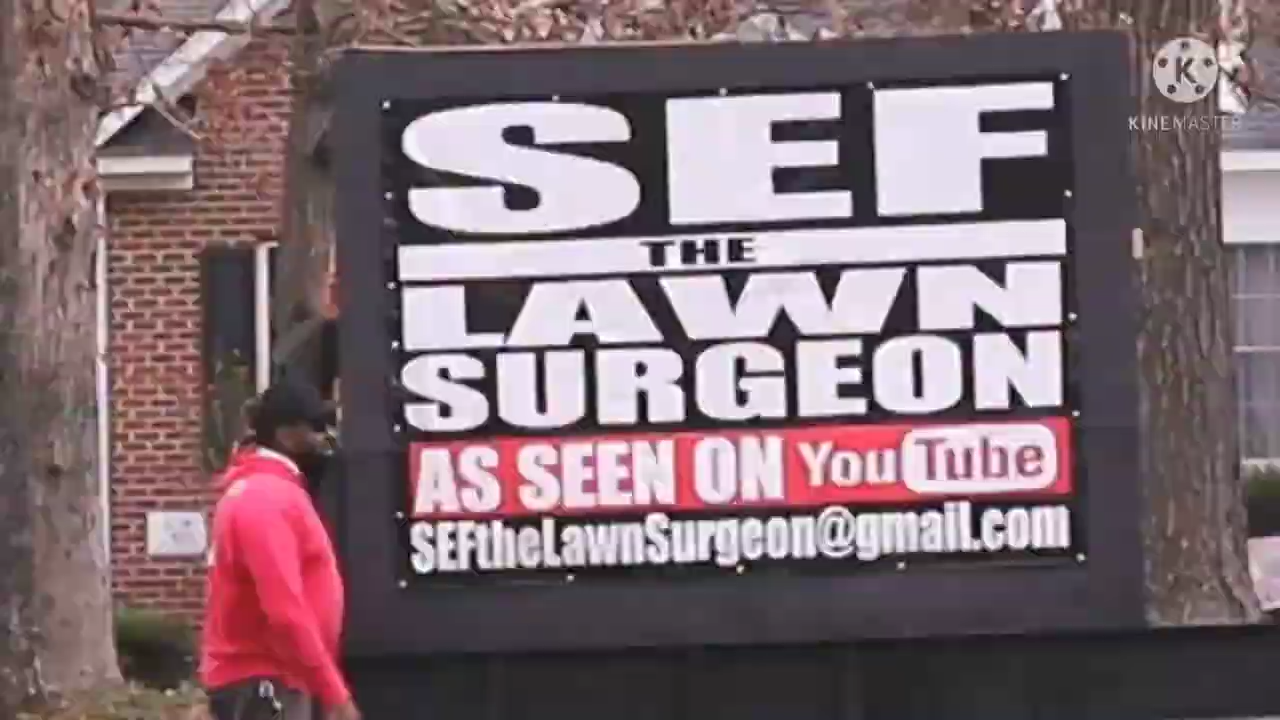 SEF
THE
LAWN
SURGEON
AS SEEN ON YouTube
SEFtheLawnSurgeon@gmail.com
K
KINEMASTER